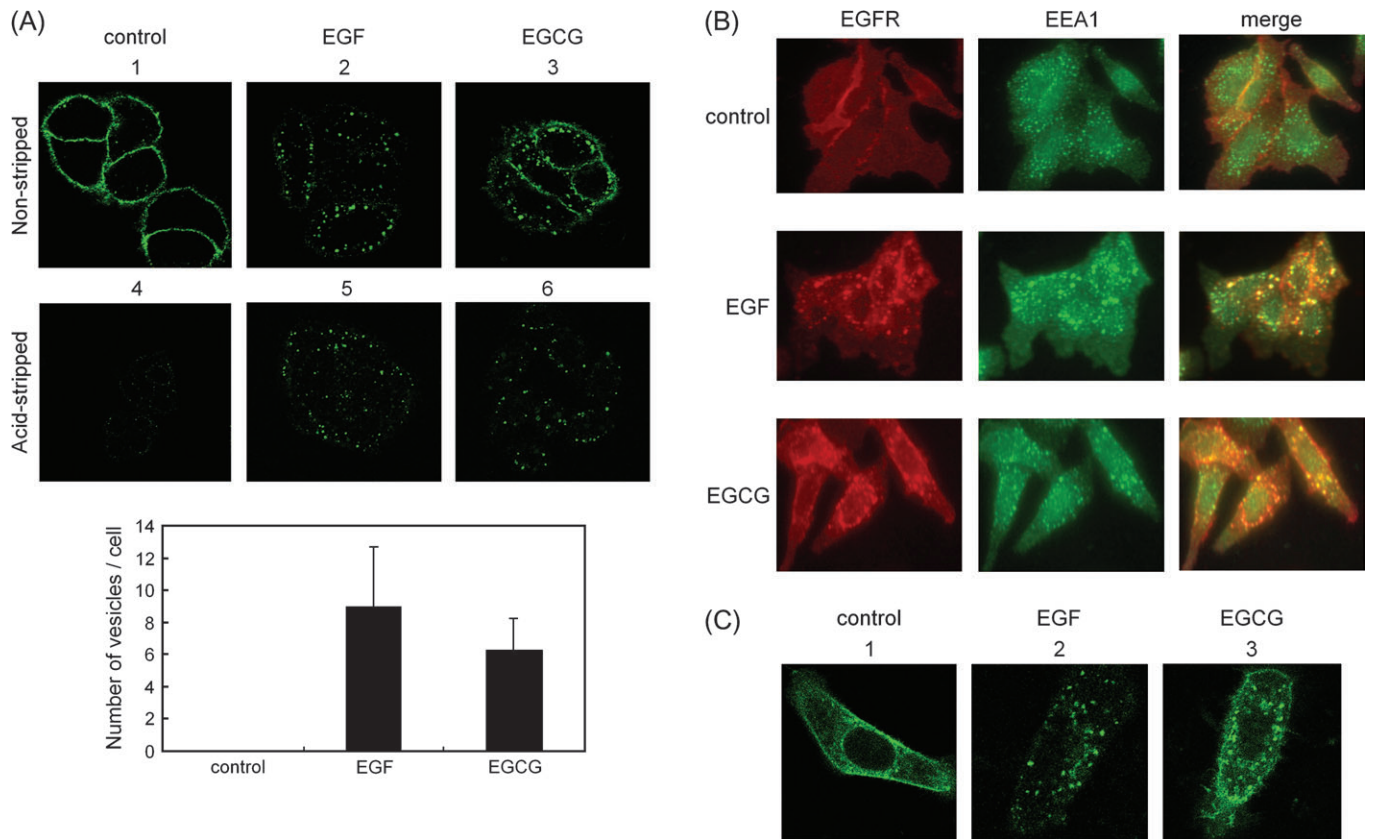 (A)
control EGF EGCG
1 2 3
Non-stripped
4 5 6
Acid-stripped
Number of vesicles / cell
14
12
10
8
6
4
2
0
control EGF EGCG
(B)
EGFR EEA1 merge
control
EGF
EGCG
(C)
control EGF EGCG
1 2 3